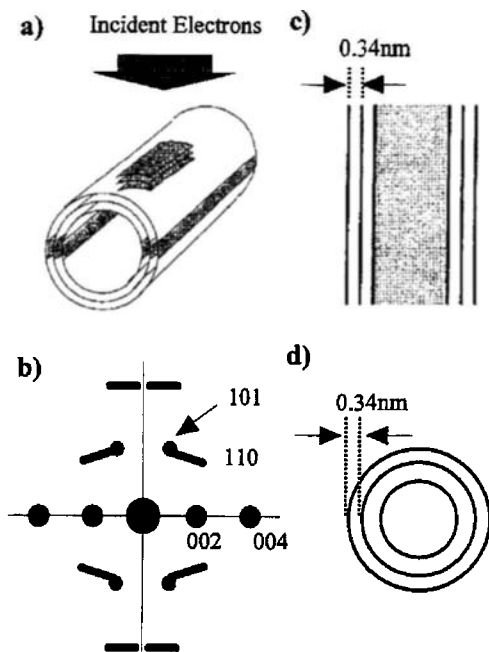 a) Incident Electrons
c)
0.34nm
b)
101
110
002 004
d)
0.34nm